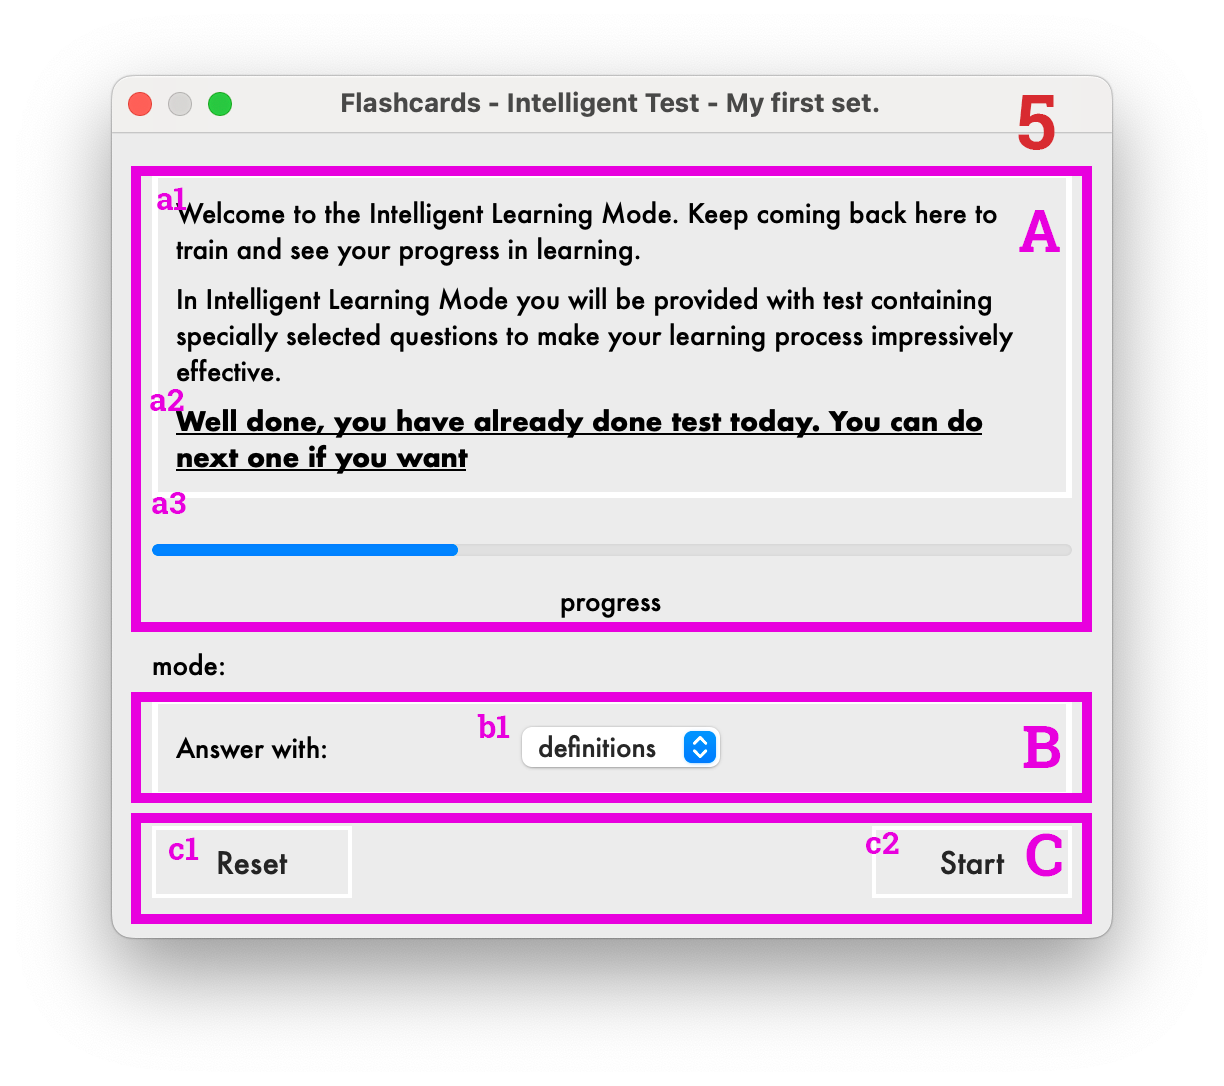 Flashcards - Intelligent Test - My first set.
5
a1
Welcome to the Intelligent Learning Mode. Keep coming back here to
train and see your progress in learning.
A
In Intelligent Learning Mode you will be provided with test containing
specially selected questions to make your learning process impressively
effective.
a2
Well done, you have already done test today. You can do
next one if you want
a3
progress
mode:
Answer with:
b1
definitions
B
c1
Reset
c2
Start
C